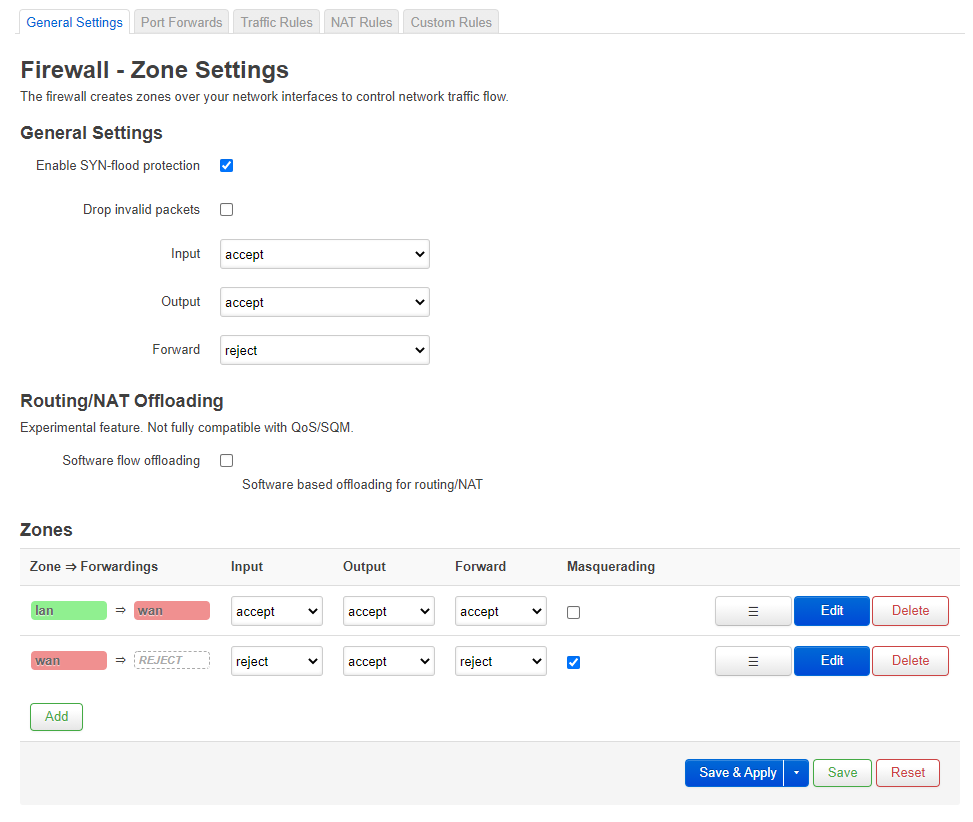 General Settings Port Forwards Traffic Rules NAT Rules Custom Rules
Firewall - Zone Settings
The firewall creates zones over your network interfaces to control network traffic flow.
General Settings
Enable SYN-flood protection
Drop invalid packets
Input accept
Output accept
Forward reject
Routing/NAT Offloading
Experimental feature. Not fully compatible with QoS/SQM.
Software flow offloading
Software based offloading for routing/NAT
Zones
Zone ⇒ Forwardings Input Output Forward Masquerading
lan ⇒ wan accept accept accept ☰ Edit Delete
wan ⇒ REJECT reject accept reject ☰ Edit Delete
Add
Save & Apply Save Reset